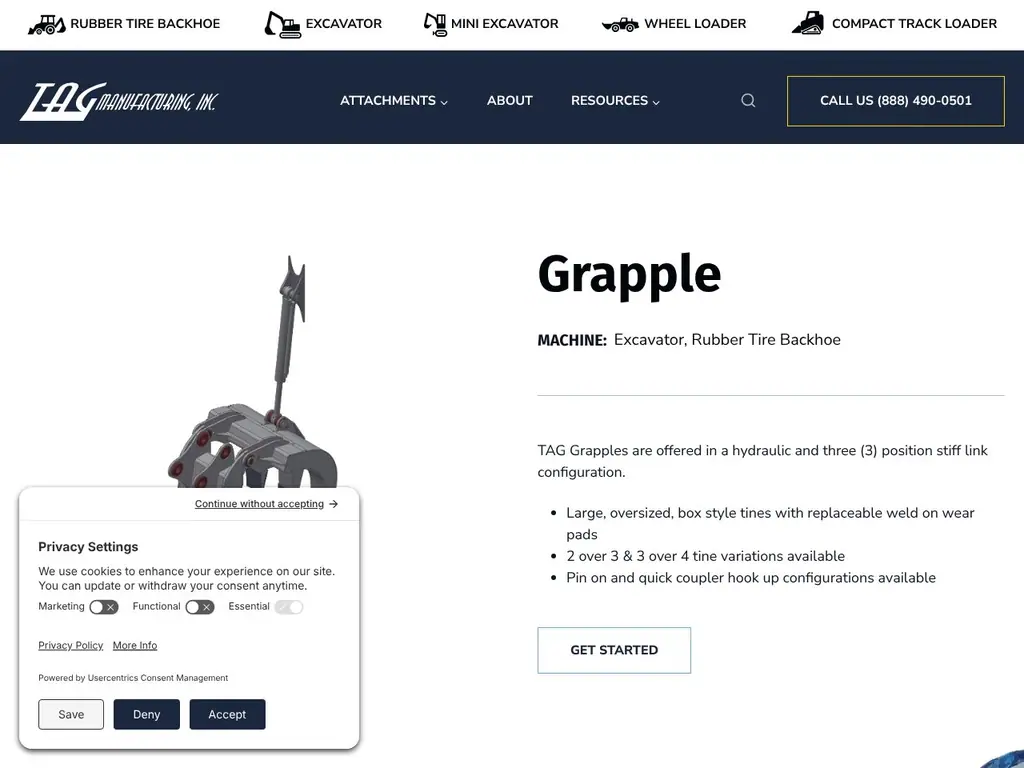 RUBBER TIRE BACKHOE
EXCAVATOR
MINI EXCAVATOR
WHEEL LOADER
COMPACT TRACK LOADER
TAG MANUFACTURING, INC.
ATTACHMENTS
ABOUT
RESOURCES
CALL US (888) 490-0501
Grapple
MACHINE: Excavator, Rubber Tire Backhoe
TAG Grapples are offered in a hydraulic and three (3) position stiff link
configuration.
• Large, oversized, box style tines with replaceable weld on wear
pads
• 2 over 3 & 3 over 4 tine variations available
• Pin on and quick coupler hook up configurations available
GET STARTED
Continue without accepting →
Privacy Settings
We use cookies to enhance your experience on our site.
You can update or withdraw your consent anytime.
Marketing
Functional
Essential
Privacy Policy
More Info
Powered by Usercentrics Consent Management
Save
Deny
Accept